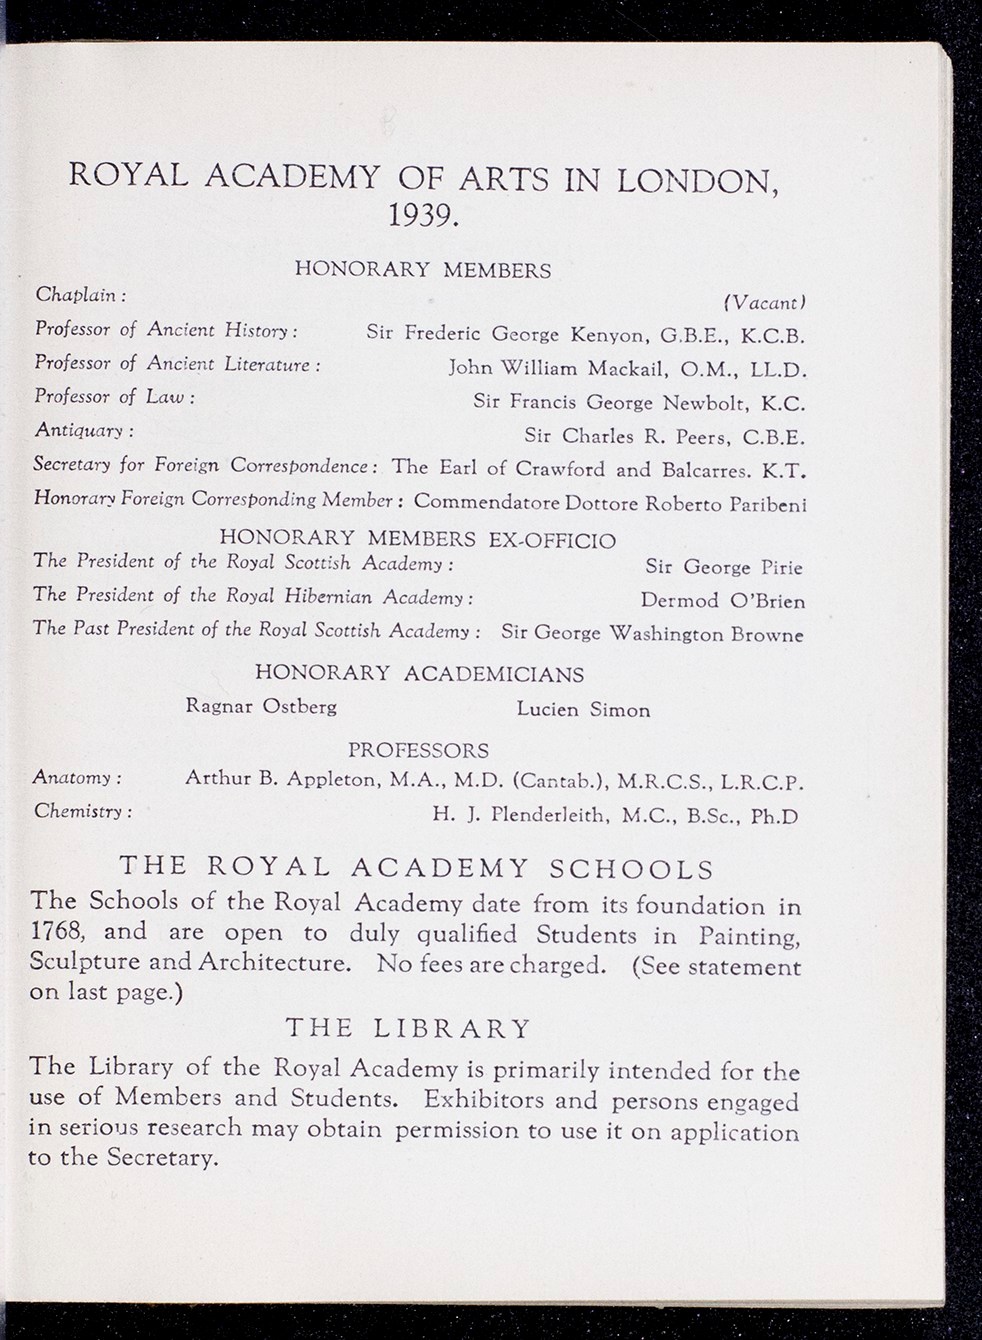 ROYAL ACADEMY OF ARTS IN LONDON,
1939.
HONORARY MEMBERS
Chaplain : (Vacant)
Professor of Ancient History : Sir Frederic George Kenyon, G.B.E., K.C.B.
Professor of Ancient Literature : John William Mackail, O.M., LL.D.
Professor of Law : Sir Francis George Newbolt, K.C.
Antiquary : Sir Charles R. Peers, C.B.E.
Secretary for Foreign Correspondence : The Earl of Crawford and Balcarres. K.T.
Honorary Foreign Corresponding Member : Commendatore Dottore Roberto Paribeni
HONORARY MEMBERS EX-OFFICIO
The President of the Royal Scottish Academy : Sir George Pirie
The President of the Royal Hibernian Academy : Dermod O'Brien
The Past President of the Royal Scottish Academy : Sir George Washington Browne
HONORARY ACADEMICIANS
Ragnar Ostberg Lucien Simon
PROFESSORS
Anatomy : Arthur B. Appleton, M.A., M.D. (Cantab.), M.R.C.S., L.R.C.P.
Chemistry : H. J. Plenderleith, M.C., B.Sc., Ph.D
THE ROYAL ACADEMY SCHOOLS
The Schools of the Royal Academy date from its foundation in
1768, and are open to duly qualified Students in Painting,
Sculpture and Architecture. No fees are charged. (See statement
on last page.)
THE LIBRARY
The Library of the Royal Academy is primarily intended for the
use of Members and Students. Exhibitors and persons engaged
in serious research may obtain permission to use it on application
to the Secretary.